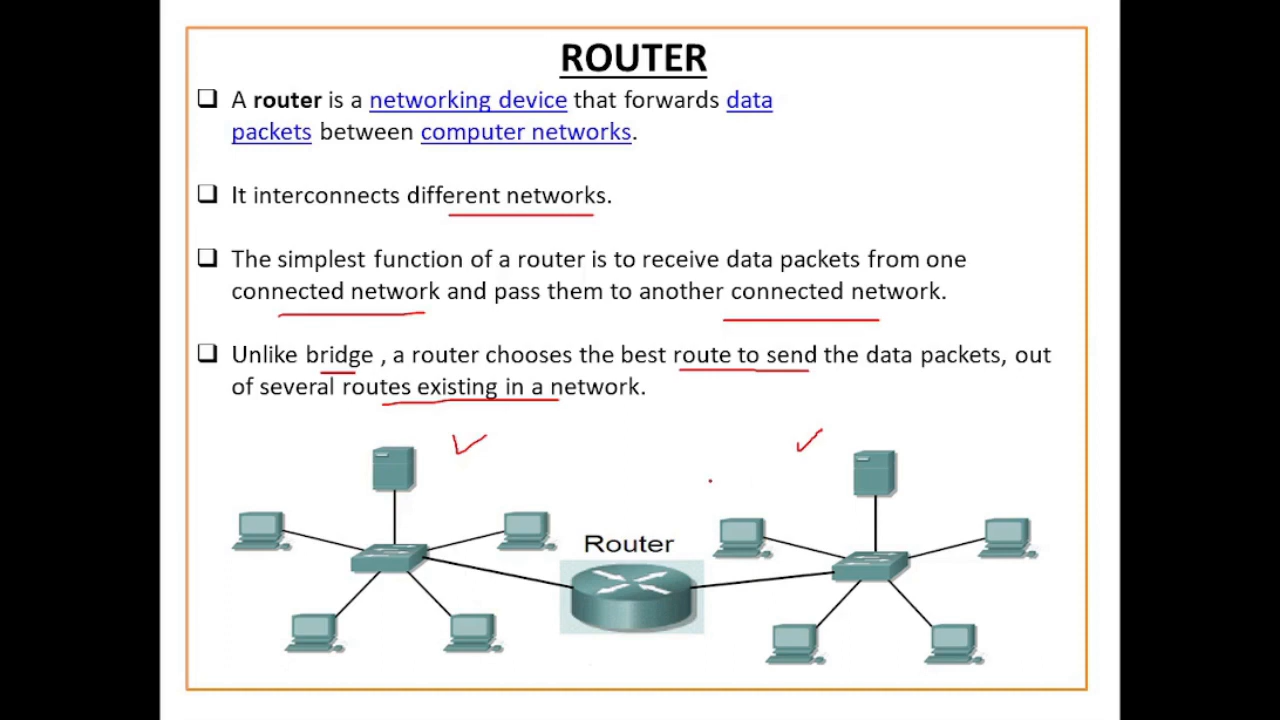 ROUTER
A router is a networking device that forwards data
packets between computer networks.
It interconnects different networks.
The simplest function of a router is to receive data packets from one
connected network and pass them to another connected network.
Unlike bridge , a router chooses the best route to send the data packets, out
of several routes existing in a network.
Router